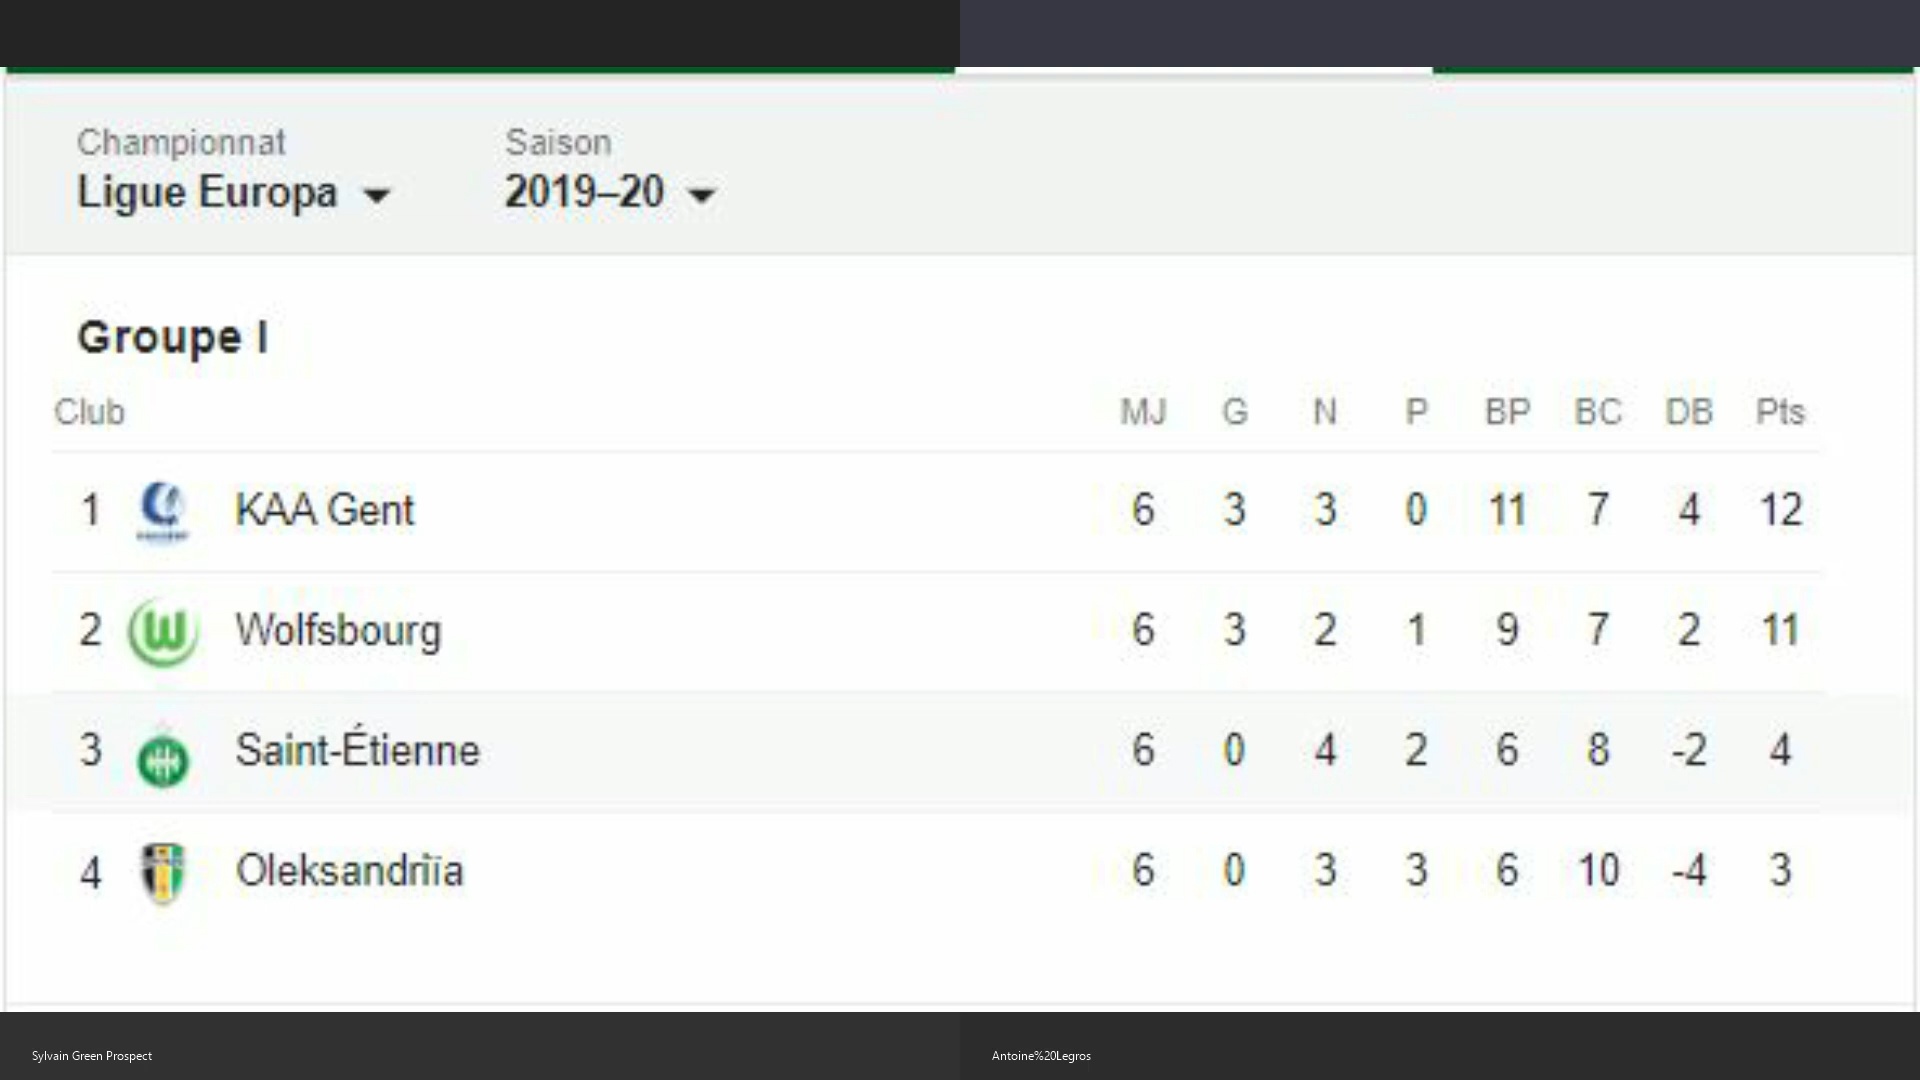 Championnat Saison
Ligue Europa 2019–20
Groupe I
Club MJ G N P BP BC DB Pts
1 KAA Gent 6 3 3 0 11 7 4 12
2 Wolfsbourg 6 3 2 1 9 7 2 11
3 Saint-Étienne 6 0 4 2 6 8 -2 4
4 Oleksandriïa 6 0 3 3 6 10 -4 3
Sylvain Green Prospect Antoine%20Legros